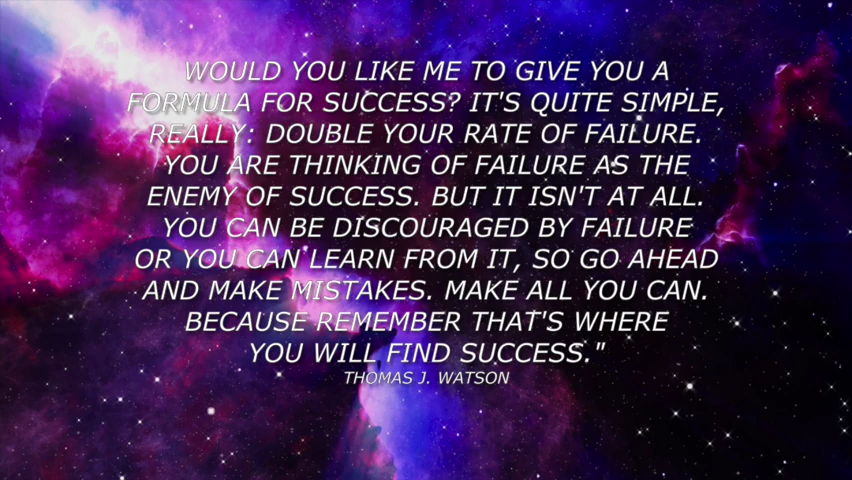 WOULD YOU LIKE ME TO GIVE YOU A
FORMULA FOR SUCCESS? IT'S QUITE SIMPLE,
REALLY: DOUBLE YOUR RATE OF FAILURE.
YOU ARE THINKING OF FAILURE AS THE
ENEMY OF SUCCESS. BUT IT ISN'T AT ALL.
YOU CAN BE DISCOURAGED BY FAILURE
OR YOU CAN LEARN FROM IT, SO GO AHEAD
AND MAKE MISTAKES. MAKE ALL YOU CAN.
BECAUSE REMEMBER THAT'S WHERE
YOU WILL FIND SUCCESS."
THOMAS J. WATSON